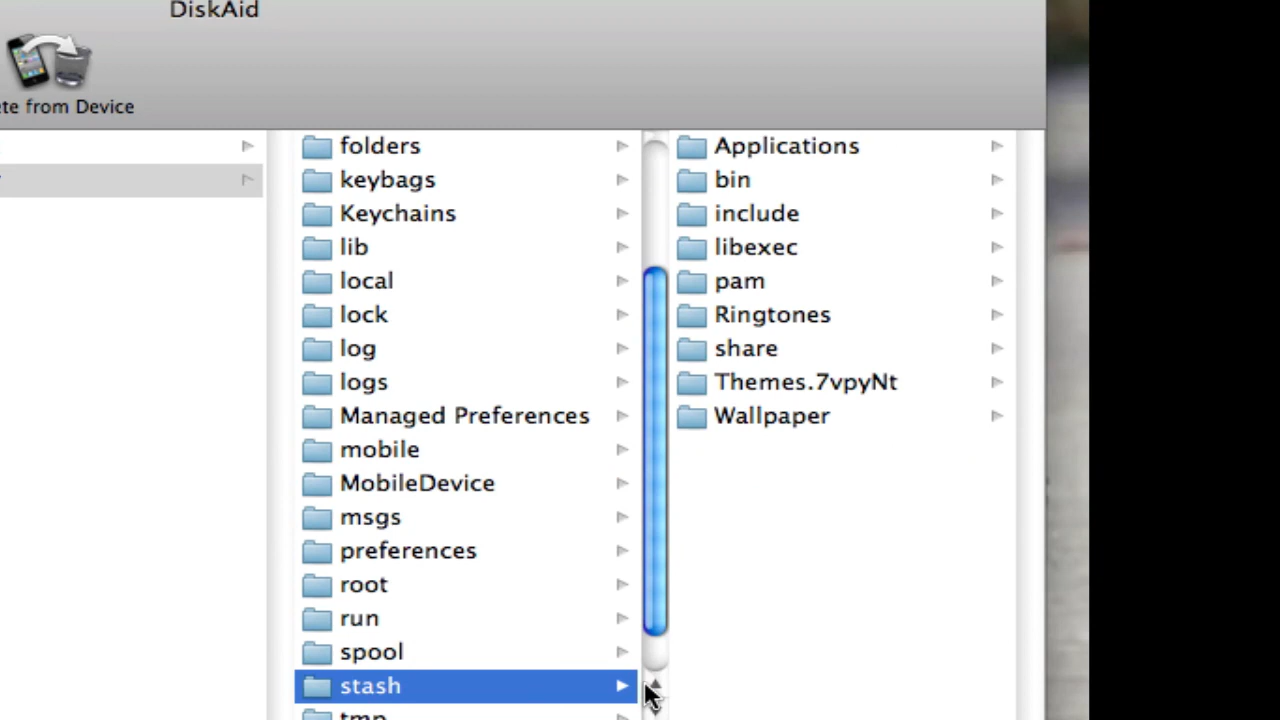 DiskAid
te from Device
folders
keybags
Keychains
lib
local
lock
log
logs
Managed Preferences
mobile
MobileDevice
msgs
preferences
root
run
spool
stash
tmp
Applications
bin
include
libexec
pam
Ringtones
share
Themes.7vpyNt
Wallpaper